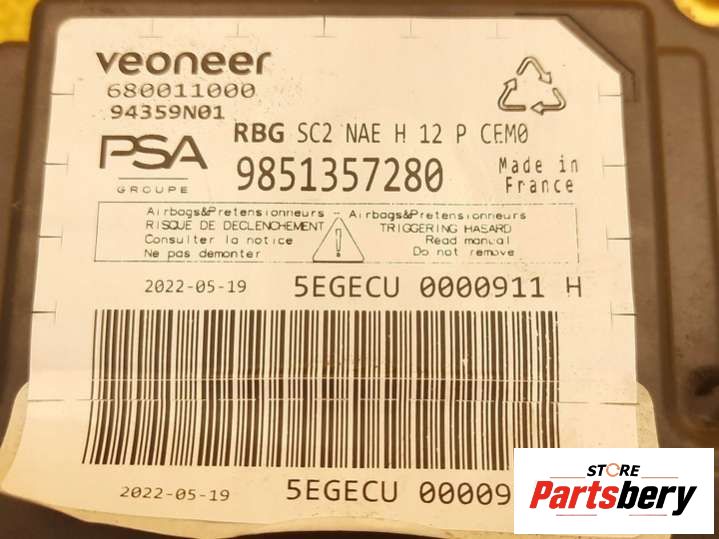 veoneer
680011000
94359N01
RBG SC2 NAE H 12 P CEM0
PSA
GROUPE
9851357280
Made in
France
Airbags&Pretensionneurs – Airbags&Pretensionneurs
RISQUE DE DECLENCHEMENT TRIGGERING HASARD
Consulter la notice Read manual
Ne pas demonter Do not remove
2022-05-19 5EGECU 0000911 H
2022-05-19 5EGECU 00009
STORE
Partsbery